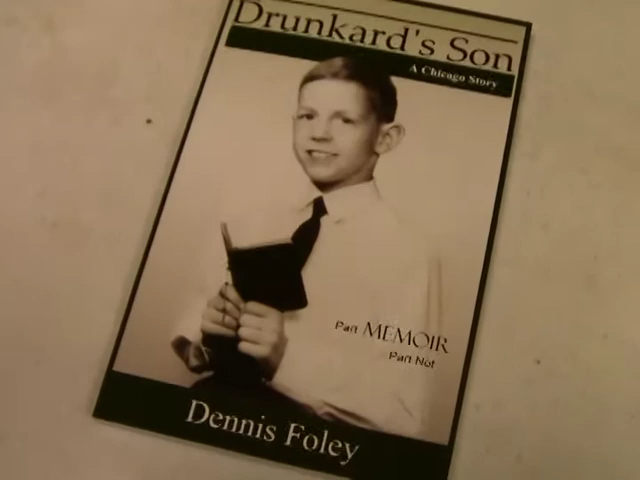 Drunkard's Son
A Chicago Story
Part MEMOIR
Part Not
Dennis Foley